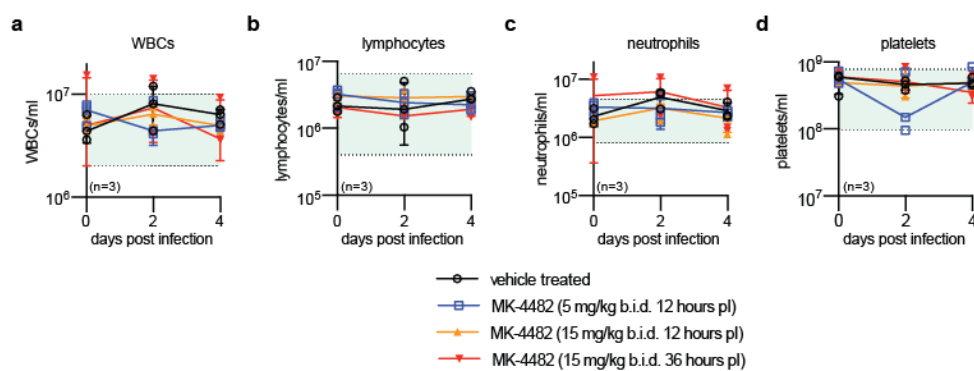 a
WBCs
WBCs/ml
10⁷
10⁶
(n=3)
0 2 4
days post infection
b
lymphocytes
lymphocytes/ml
10⁷
10⁶
10⁵
(n=3)
0 2 4
days post infection
c
neutrophils
neutrophils/ml
10⁷
10⁶
10⁵
(n=3)
0 2 4
days post infection
d
platelets
platelets/ml
10⁹
10⁸
10⁷
(n=3)
0 2 4
days post infection
vehicle treated
MK-4482 (5 mg/kg b.i.d. 12 hours pI)
MK-4482 (15 mg/kg b.i.d. 12 hours pI)
MK-4482 (15 mg/kg b.i.d. 36 hours pI)